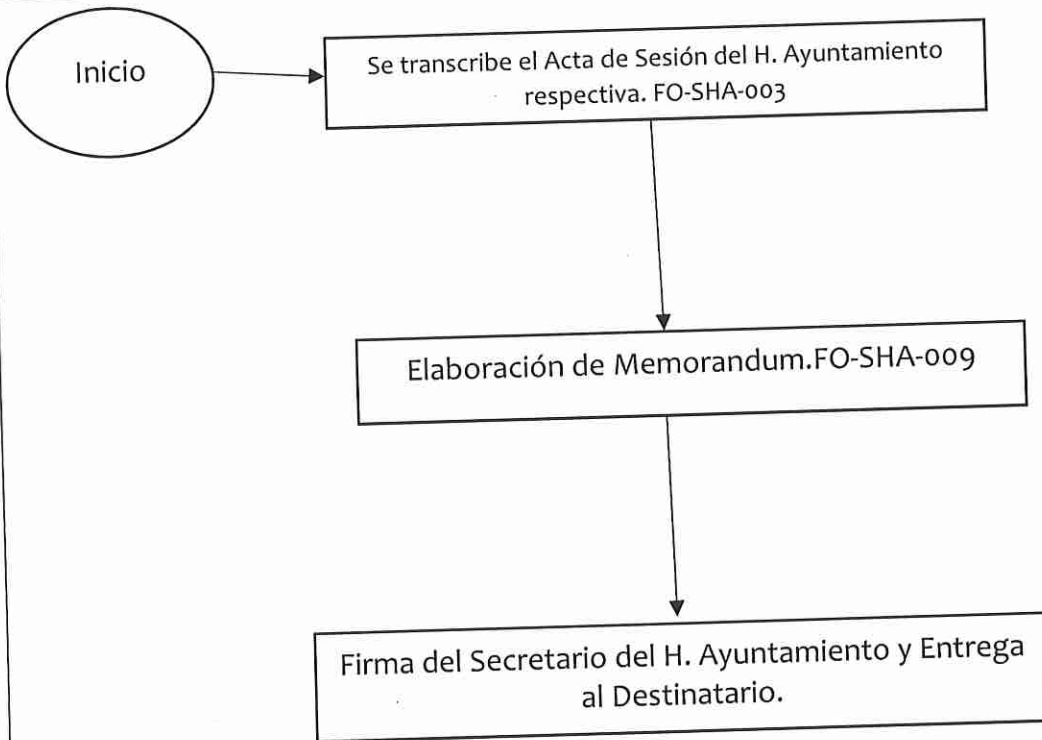 Inicio
Se transcribe el Acta de Sesión del H. Ayuntamiento
respectiva. FO-SHA-003
Elaboración de Memorandum.FO-SHA-009
Firma del Secretario del H. Ayuntamiento y Entrega
al Destinatario.